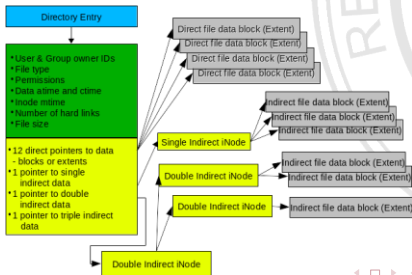 Directory Entry
•User & Group owner IDs
•File type
•Permissions
•Data atime and ctime
•Inode mtime
•Number of hard links
•File size
•12 direct pointers to data
- blocks or extents
•1 pointer to single
indirect data
•1 pointer to double
indirect data
•1 pointer to triple indirect
data
Direct file data block (Extent)
Direct file data block (Extent)
Direct file data block (Extent)
Direct file data block (Extent)
Single Indirect iNode
Indirect file data block (Extent)
Indirect file data block (Extent)
Indirect file data block (Extent)
Double Indirect iNode
Indirect file data block (Extent)
Indirect file data block (Extent)
Double Indirect iNode
Indirect file data block (Extent)
Double Indirect iNode
RE